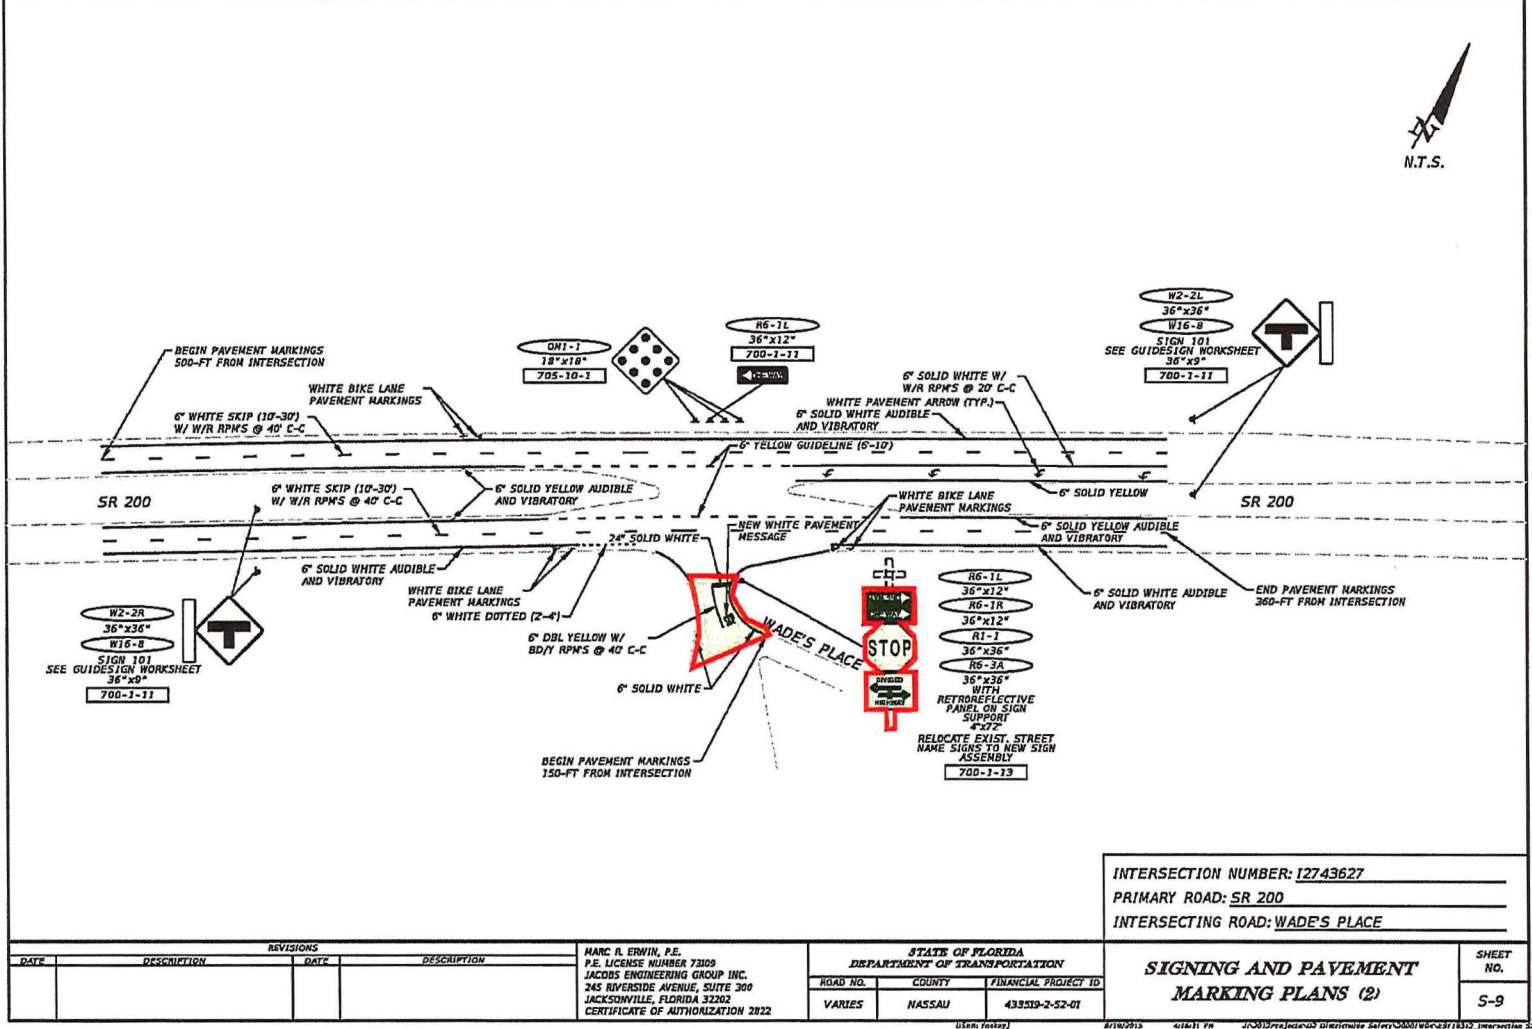 N.T.S.
W2-2L
36"x36"
W16-8
SIGN 101
SEE GUIDESIGN WORKSHEET
36"x9"
700-1-11
R6-1L
36"x12"
700-1-11
OM1-1
18"x18"
705-10-1
BEGIN PAVEMENT MARKINGS
500-FT FROM INTERSECTION
WHITE BIKE LANE
PAVEMENT MARKINGS
6" WHITE SKIP (10'-30')
W/ W/R RPM'S @ 40' C-C
6" SOLID WHITE W/
W/R RPM'S @ 20' C-C
WHITE PAVEMENT ARROW (TYP.)
6" SOLID WHITE AUDIBLE
AND VIBRATORY
6" YELLOW GUIDELINE (6'-10')
SR 200
6" WHITE SKIP (10'-30')
W/ W/R RPM'S @ 40' C-C
6" SOLID YELLOW AUDIBLE
AND VIBRATORY
6" SOLID YELLOW
WHITE BIKE LANE
PAVEMENT MARKINGS
SR 200
NEW WHITE PAVEMENT
MESSAGE
24" SOLID WHITE
6" SOLID YELLOW AUDIBLE
AND VIBRATORY
6" SOLID WHITE AUDIBLE
AND VIBRATORY
WHITE BIKE LANE
PAVEMENT MARKINGS
6" WHITE DOTTED (2'-4')
6" DBL YELLOW W/
BD/Y RPM'S @ 40' C-C
6" SOLID WHITE
WADE'S PLACE
BEGIN PAVEMENT MARKINGS
150-FT FROM INTERSECTION
6" SOLID WHITE AUDIBLE
AND VIBRATORY
END PAVEMENT MARKINGS
360-FT FROM INTERSECTION
W2-2R
36"x36"
W16-8
SIGN 101
SEE GUIDESIGN WORKSHEET
36"x9"
700-1-11
STOP
DIVIDED
HIGHWAY
R6-1L
36"x12"
R6-1R
36"x12"
R1-1
36"x36"
R6-3A
36"x36"
WITH
RETROREFLECTIVE
PANEL ON SIGN
SUPPORT
4"x72"
RELOCATE EXIST. STREET
NAME SIGNS TO NEW SIGN
ASSEMBLY
700-1-13
INTERSECTION NUMBER: I2743627
PRIMARY ROAD: SR 200
INTERSECTING ROAD: WADE'S PLACE
REVISIONS
DATE DESCRIPTION DATE DESCRIPTION
MARC R. ERWIN, P.E.
P.E. LICENSE NUMBER 73109
JACOBS ENGINEERING GROUP INC.
245 RIVERSIDE AVENUE, SUITE 300
JACKSONVILLE, FLORIDA 32202
CERTIFICATE OF AUTHORIZATION 2822
STATE OF FLORIDA
DEPARTMENT OF TRANSPORTATION
ROAD NO. COUNTY FINANCIAL PROJECT ID
VARIES NASSAU 433519-2-52-01
SIGNING AND PAVEMENT
MARKING PLANS (2)
SHEET
NO.
S-9